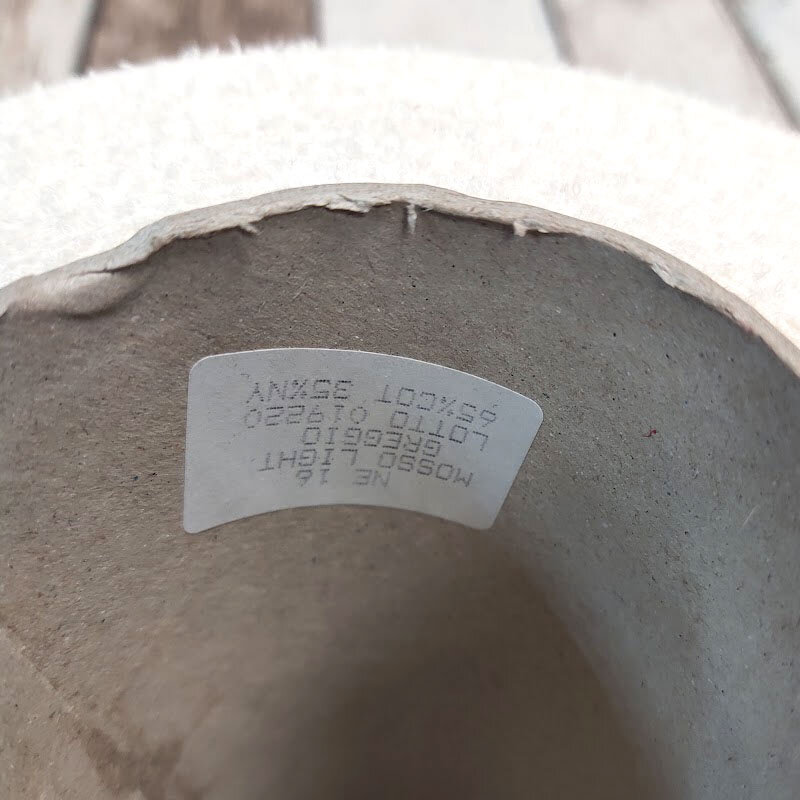 NE 16
MOSSO LIGHT
GREGGIO
LOTTO 019220
65%COT 35%NY